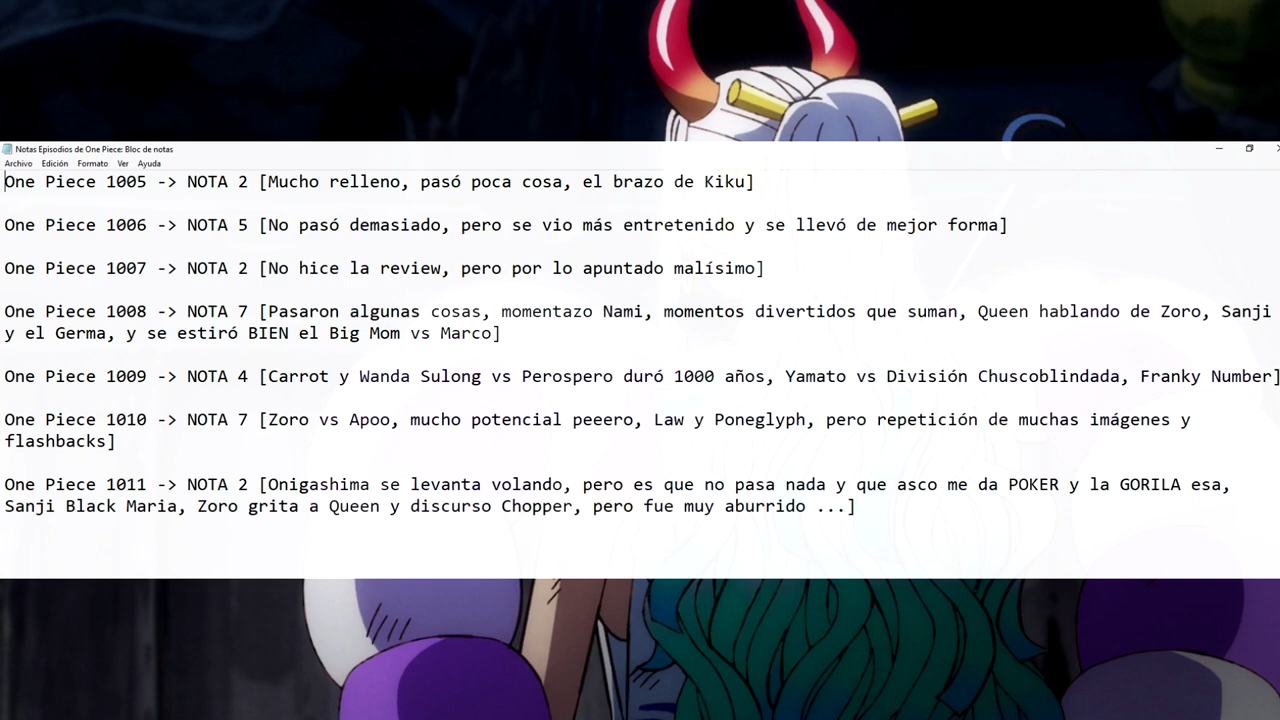 Notas Episodios de One Piece: Bloc de notas
Archivo Edición Formato Ver Ayuda
One Piece 1005 -> NOTA 2 [Mucho relleno, pasó poca cosa, el brazo de Kiku]
One Piece 1006 -> NOTA 5 [No pasó demasiado, pero se vio más entretenido y se llevó de mejor forma]
One Piece 1007 -> NOTA 2 [No hice la review, pero por lo apuntado malísimo]
One Piece 1008 -> NOTA 7 [Pasaron algunas cosas, momentazo Nami, momentos divertidos que suman, Queen hablando de Zoro, Sanji
y el Germa, y se estiró BIEN el Big Mom vs Marco]
One Piece 1009 -> NOTA 4 [Carrot y Wanda Sulong vs Perospero duró 1000 años, Yamato vs División Chuscoblindada, Franky Number]
One Piece 1010 -> NOTA 7 [Zoro vs Apoo, mucho potencial peeero, Law y Poneglyph, pero repetición de muchas imágenes y
flashbacks]
One Piece 1011 -> NOTA 2 [Onigashima se levanta volando, pero es que no pasa nada y que asco me da POKER y la GORILA esa,
Sanji Black Maria, Zoro grita a Queen y discurso Chopper, pero fue muy aburrido ...]